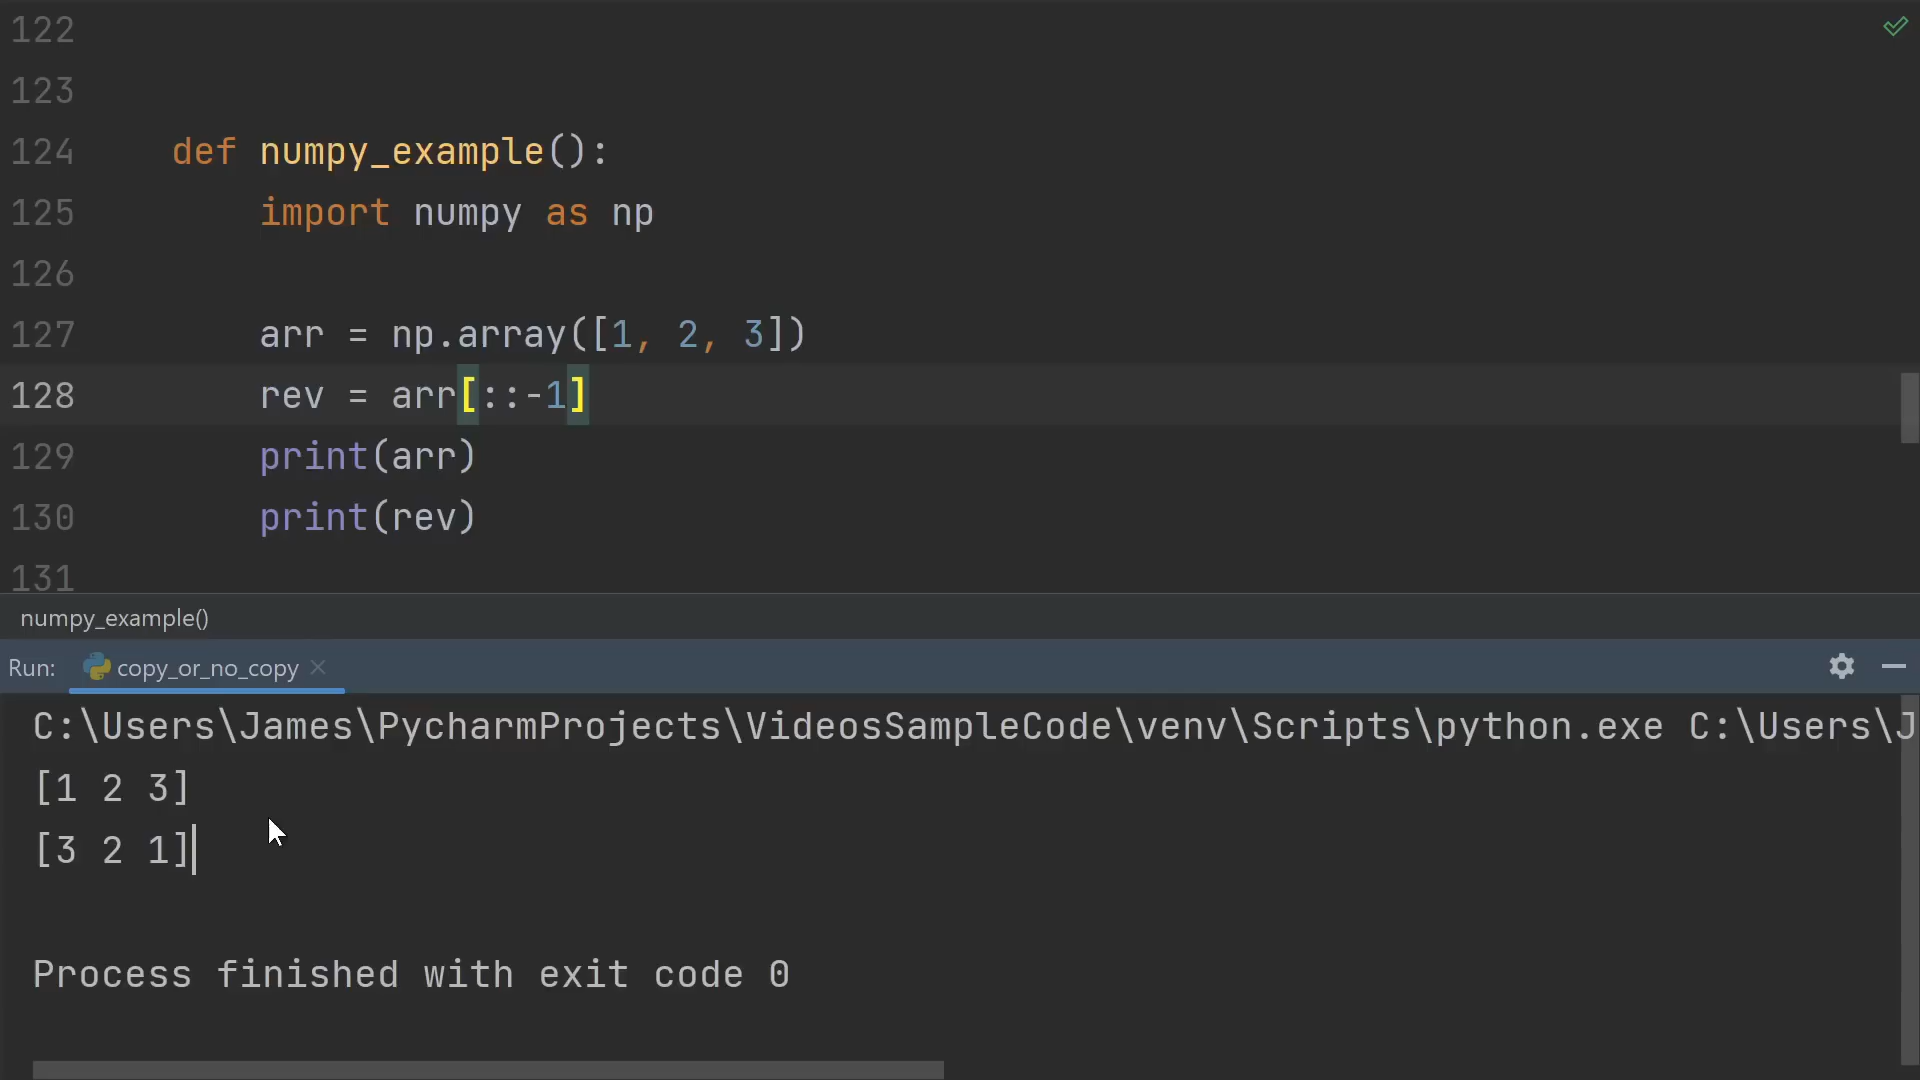 122
123
124 def numpy_example():
125 import numpy as np
126
127 arr = np.array([1, 2, 3])
128 rev = arr[::-1]
129 print(arr)
130 print(rev)
131
numpy_example()
Run: copy_or_no_copy
C:\Users\James\PycharmProjects\VideosSampleCode\venv\Scripts\python.exe C:\Users\J
[1 2 3]
[3 2 1]
Process finished with exit code 0